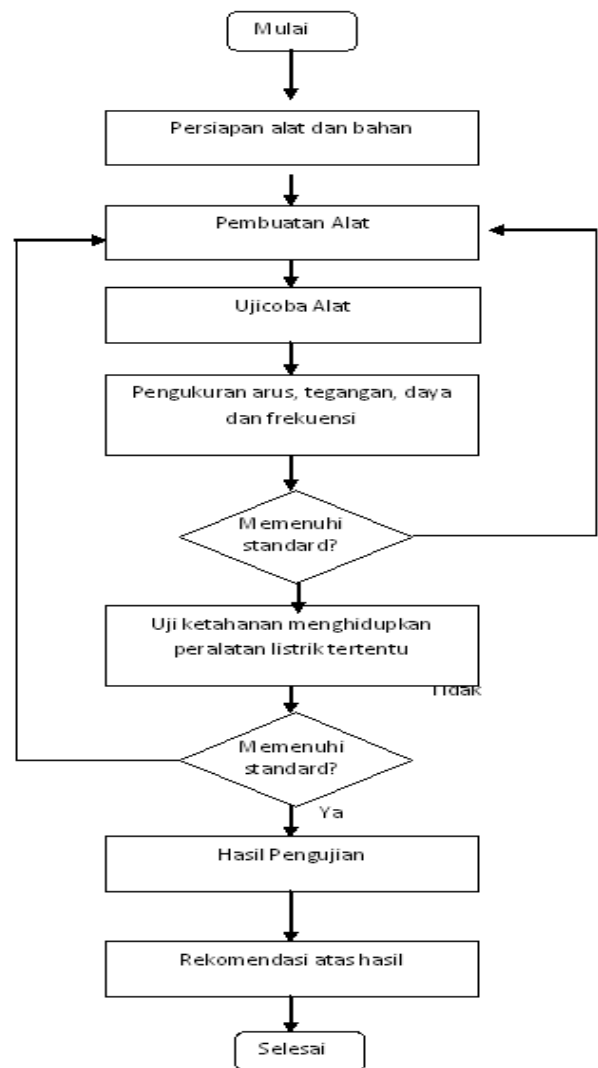 Mulai
Persiapan alat dan bahan
Pembuatan Alat
Ujicoba Alat
Pengukuran arus, tegangan, daya
dan frekuensi
Memenuhi
standard?
Uji ketahanan menghidupkan
peralatan listrik tertentu
Tidak
Memenuhi
standard?
Ya
Hasil Pengujian
Rekomendasi atas hasil
Selesai